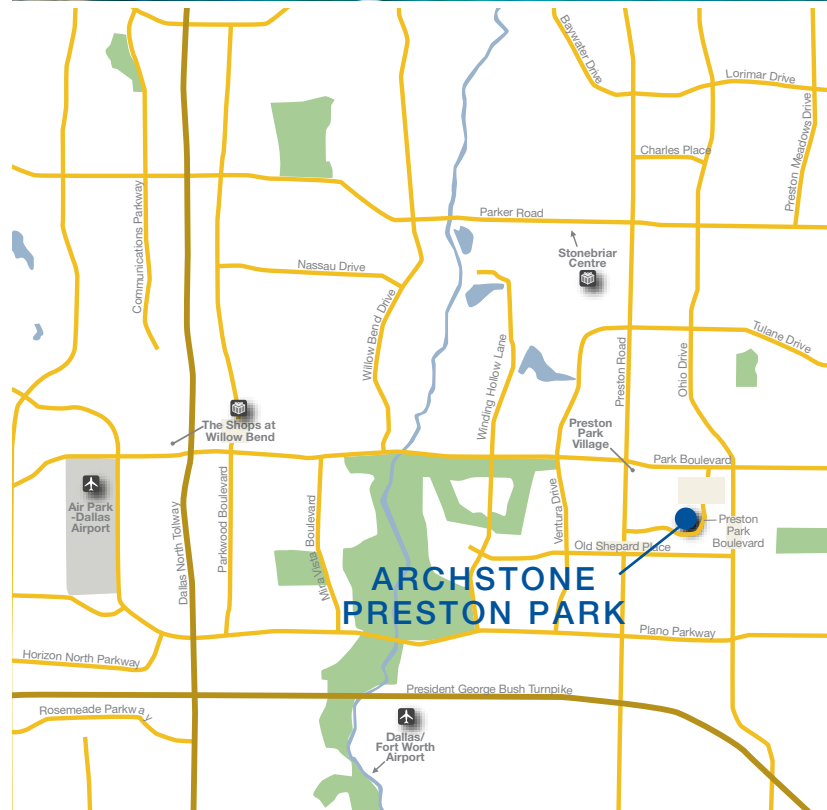 Baywater Drive
Lorimar Drive
Preston Meadows Drive
Charles Place
Communications Parkway
Parker Road
Stonebriar
Centre
Nassau Drive
Willow Bend Drive
Winding Hollow Lane
Preston Road
Ohio Drive
Tulane Drive
The Shops at
Willow Bend
Preston
Park
Village
Park Boulevard
Air Park
-Dallas
Airport
Dallas North Tollway
Parkwood Boulevard
Mira Vista Boulevard
Ventura Drive
Preston
Park
Boulevard
Old Shepard Place
ARCHSTONE
PRESTON PARK
Plano Parkway
Horizon North Parkway
President George Bush Turnpike
Rosemeade Parkway
Dallas/
Fort Worth
Airport